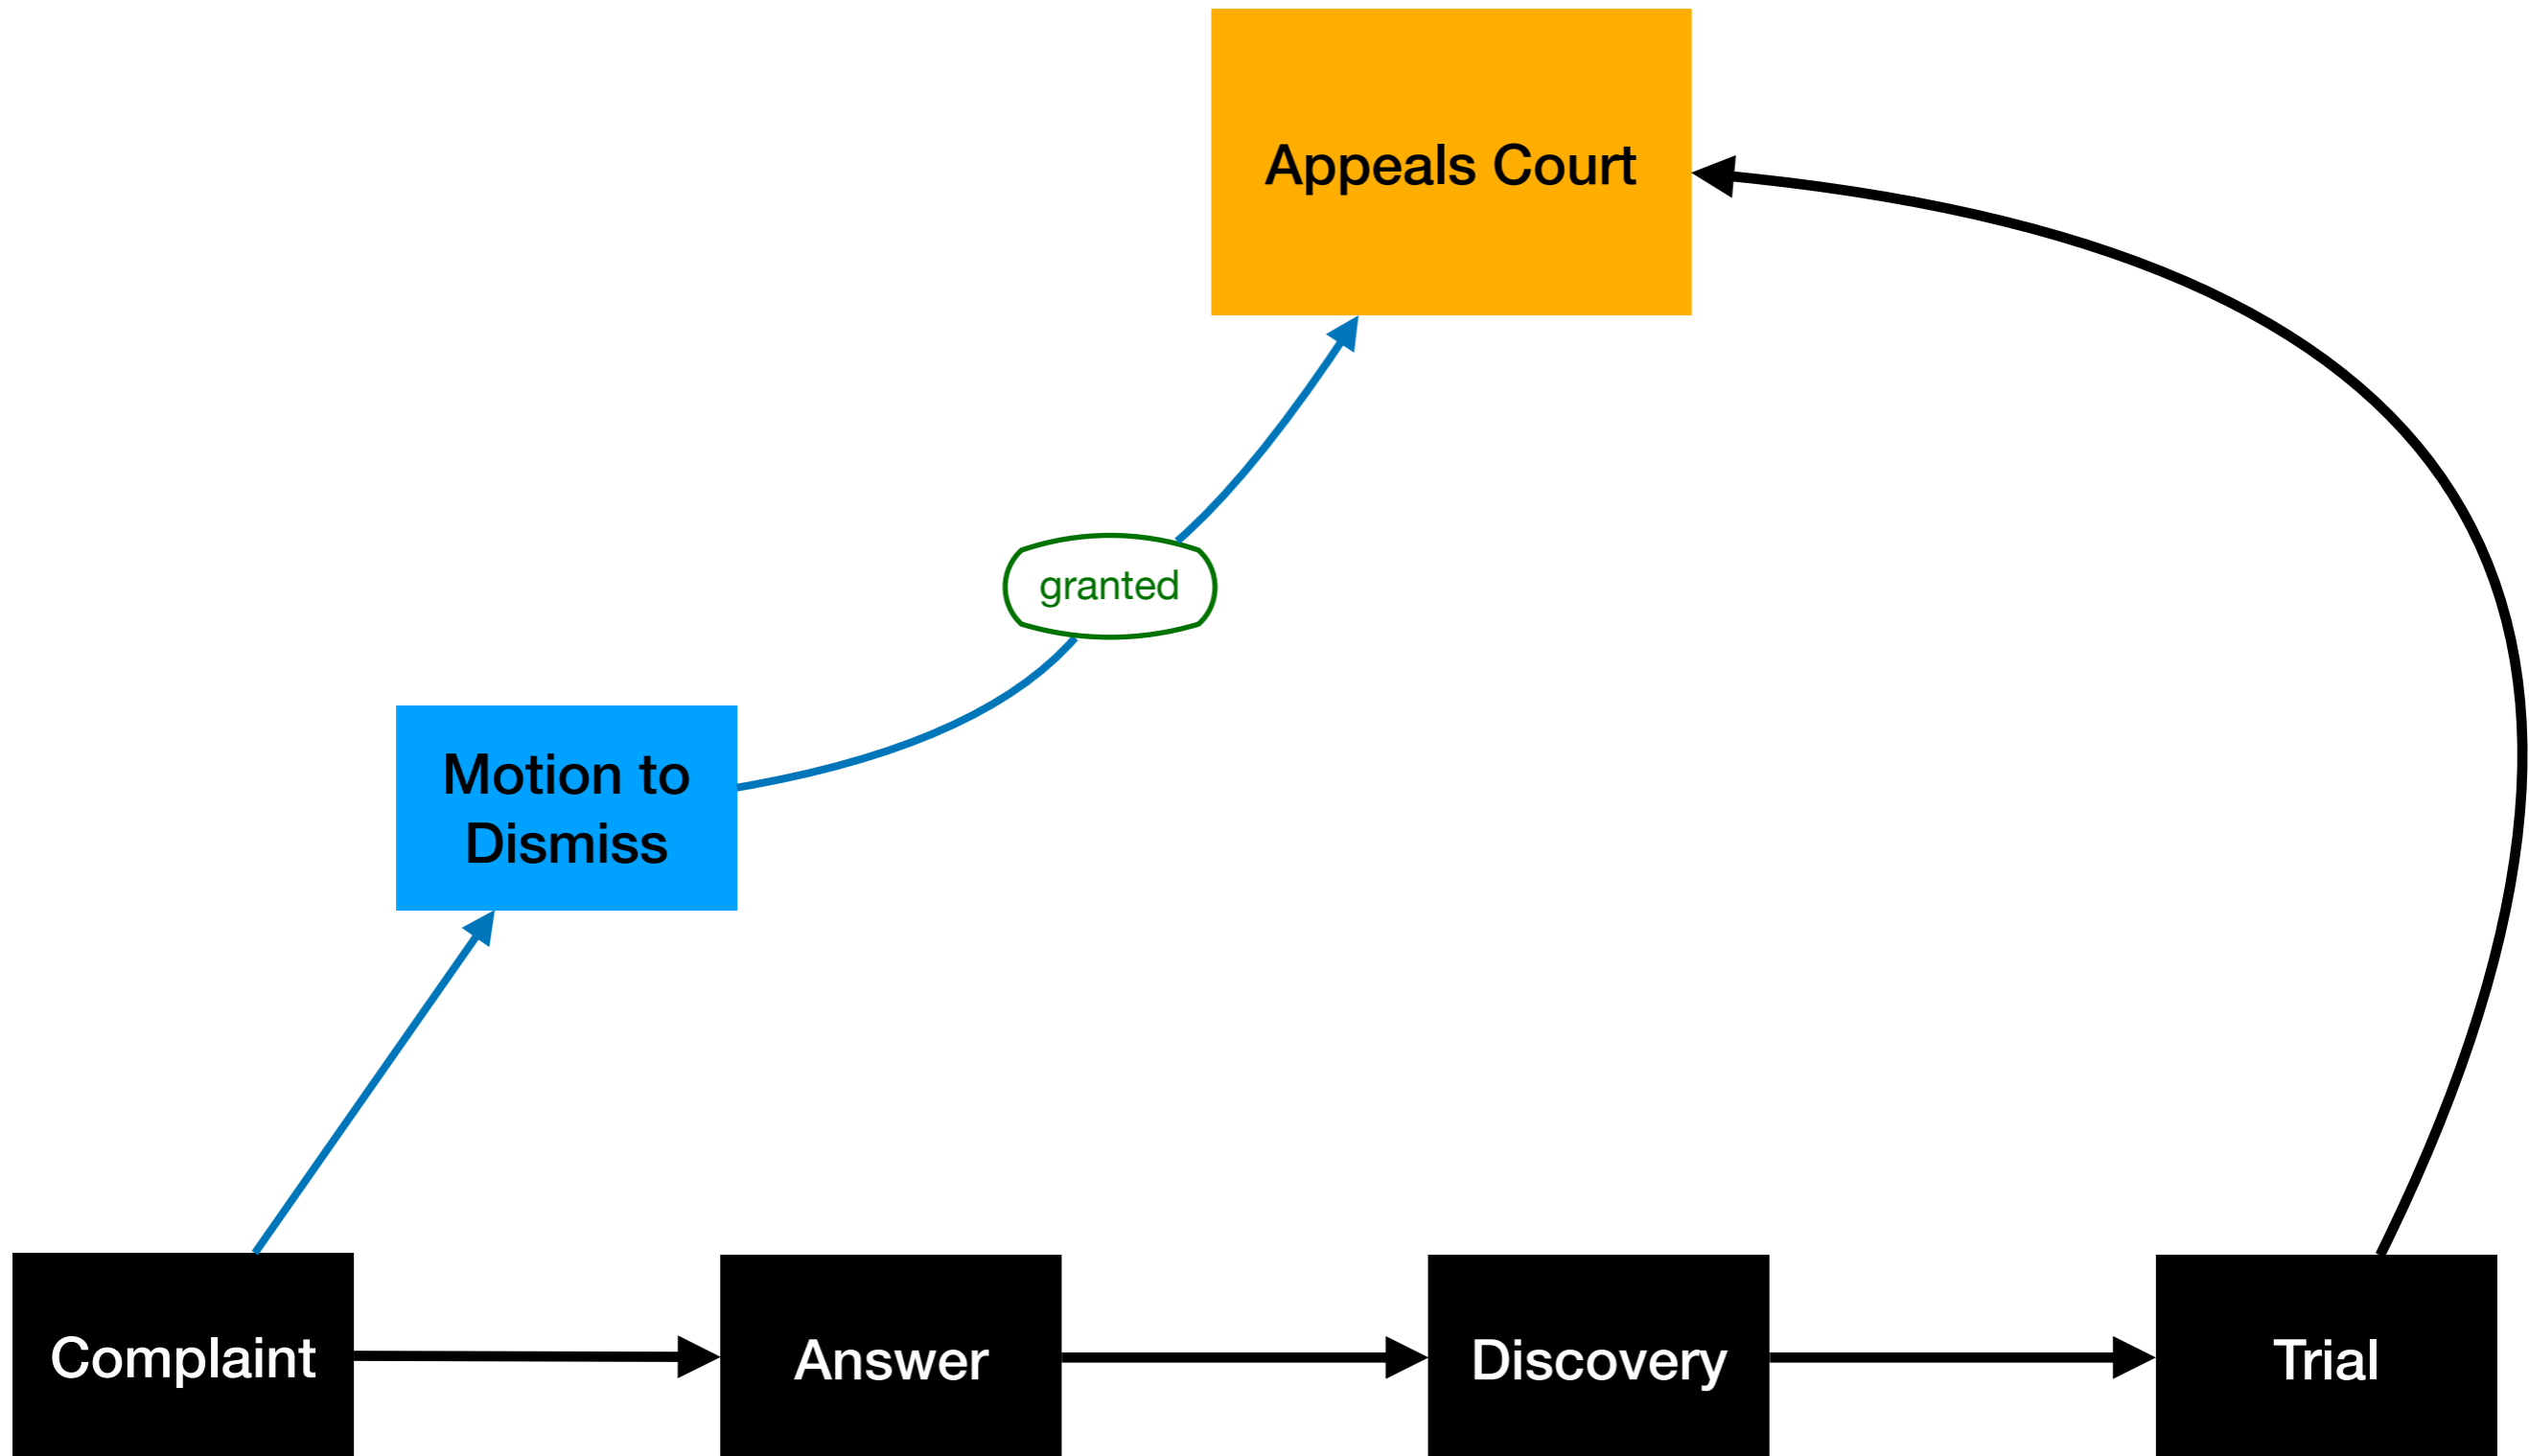 Appeals Court
granted
Motion to
Dismiss
Complaint
Answer
Discovery
Trial